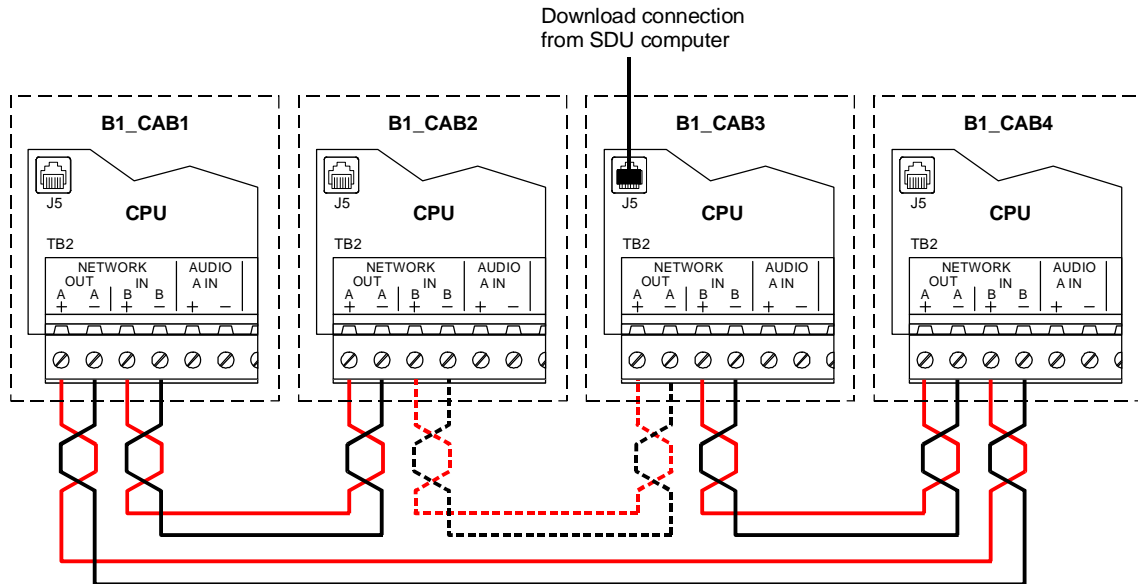 Download connection
from SDU computer
B1_CAB1
J5
CPU
TB2
NETWORK AUDIO
OUT IN A IN
A A B B
+ − + − + −
B1_CAB2
J5
CPU
TB2
NETWORK AUDIO
OUT IN A IN
A A B B
+ − + − + −
B1_CAB3
J5
CPU
TB2
NETWORK AUDIO
OUT IN A IN
A A B B
+ − + − + −
B1_CAB4
J5
CPU
TB2
NETWORK AUDIO
OUT IN A IN
A A B B
+ − + − + −